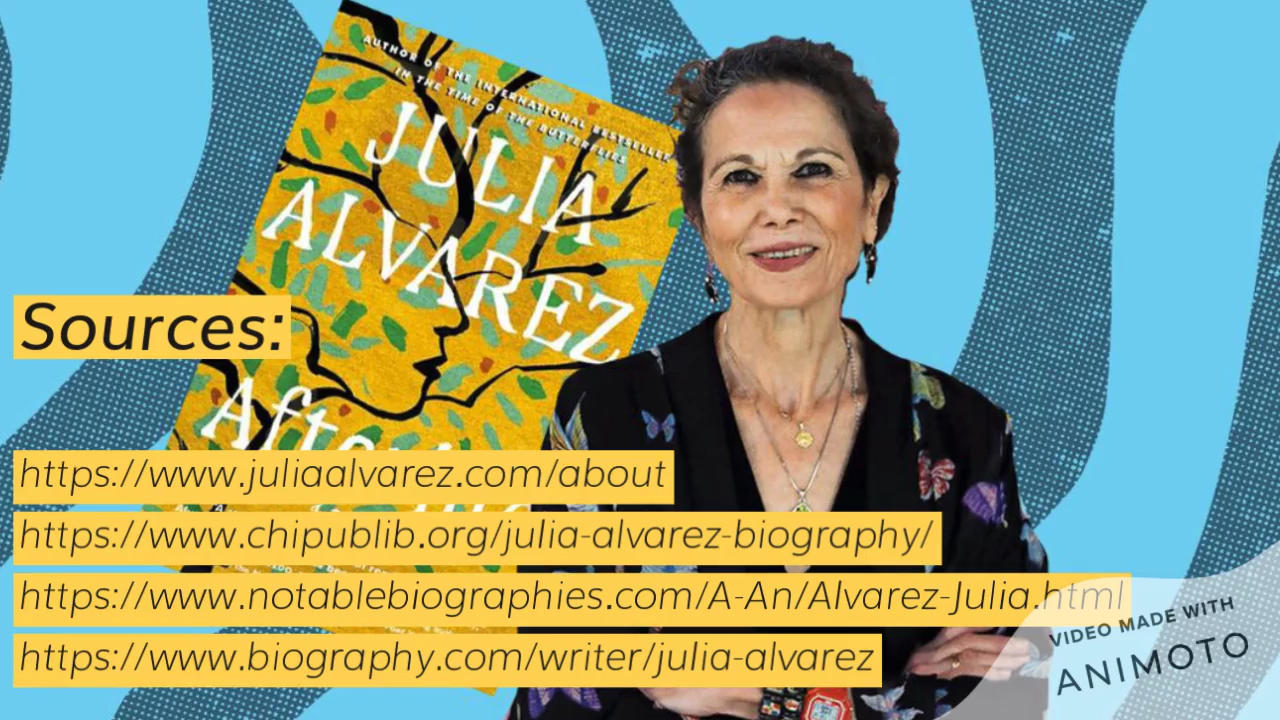 AUTHOR OF THE INTERNATIONAL BESTSELLER
IN THE TIME OF THE BUTTERFLIES
JULIA
ALVAREZ
Sources:
https://www.juliaalvarez.com/about
https://www.chipublib.org/julia-alvarez-biography/
https://www.notablebiographies.com/A-An/Alvarez-Julia.html
https://www.biography.com/writer/julia-alvarez
VIDEO MADE WITH
ANIMOTO